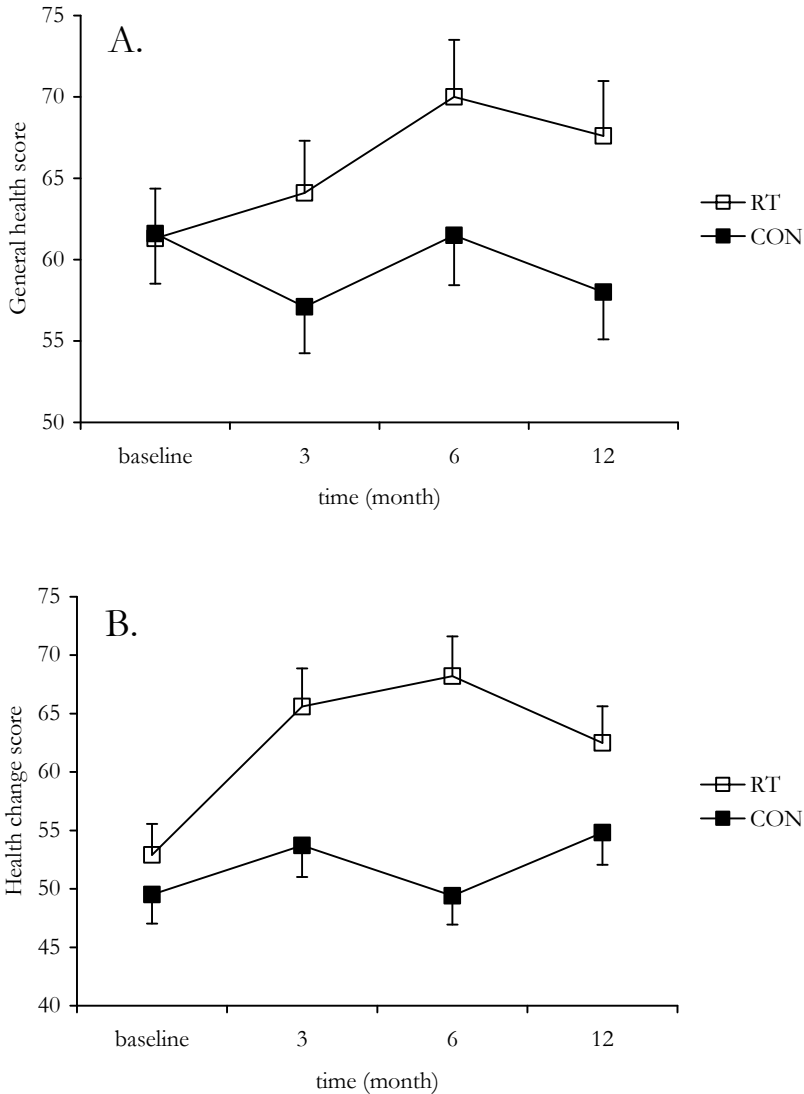 A.
75
70
65
60
55
50
General health score
baseline 3 6 12
time (month)
RT
CON
B.
75
70
65
60
55
50
45
40
Health change score
baseline 3 6 12
time (month)
RT
CON